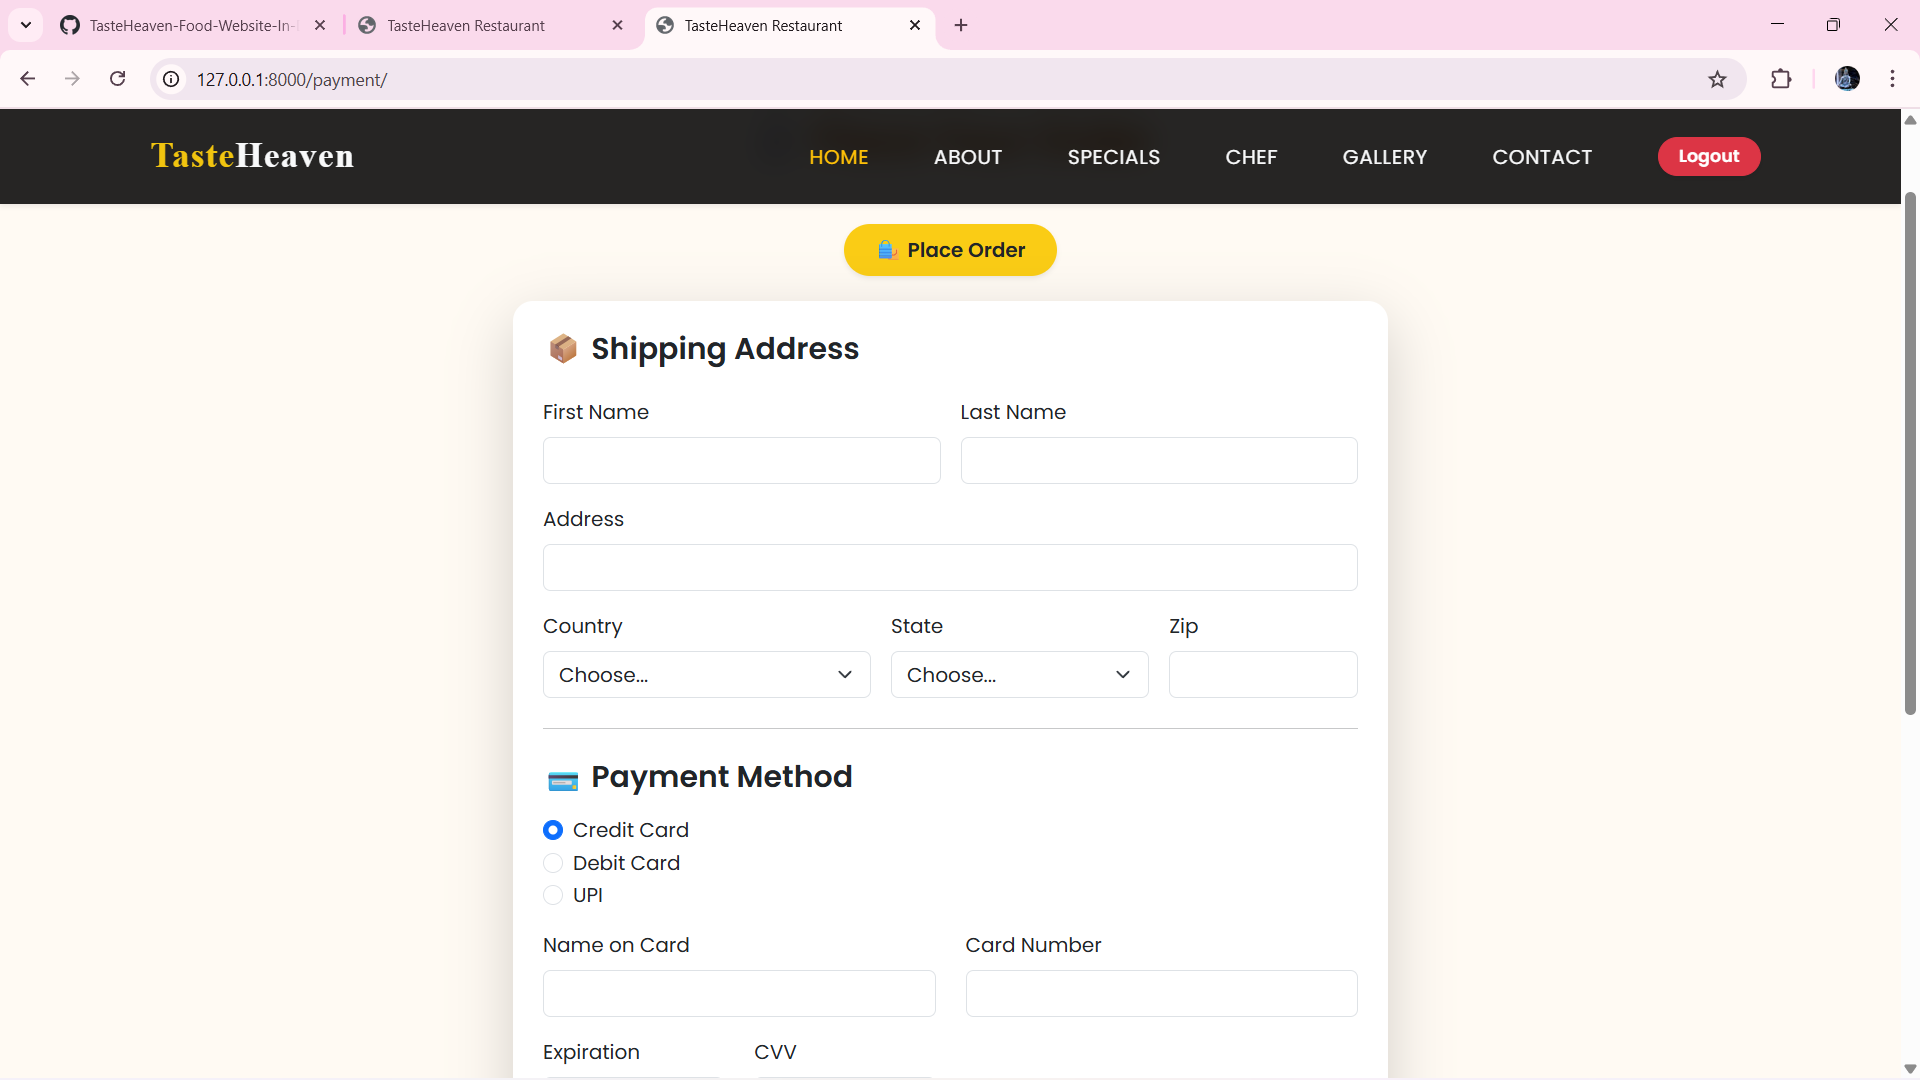 TasteHeaven-Food-Website-In-
TasteHeaven Restaurant
TasteHeaven Restaurant
127.0.0.1:8000/payment/
TasteHeaven
HOME
ABOUT
SPECIALS
CHEF
GALLERY
CONTACT
Logout
Place Order
Shipping Address
First Name
Last Name
Address
Country
State
Zip
Choose...
Choose...
Payment Method
Credit Card
Debit Card
UPI
Name on Card
Card Number
Expiration
CVV